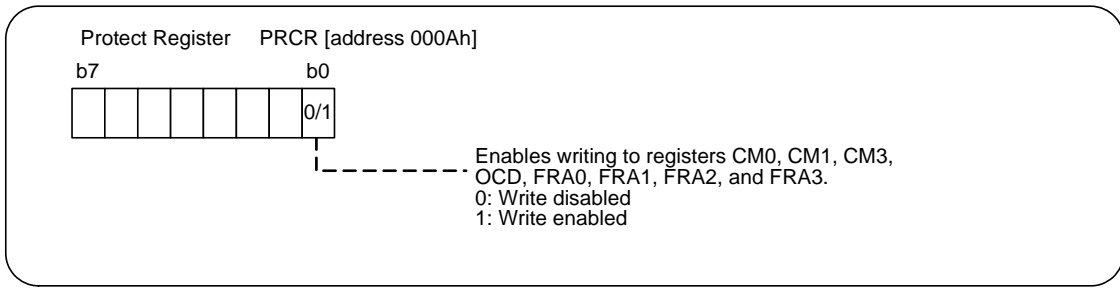 Protect Register PRCR [address 000Ah]
b7 b0
0/1
Enables writing to registers CM0, CM1, CM3,
OCD, FRA0, FRA1, FRA2, and FRA3.
0: Write disabled
1: Write enabled